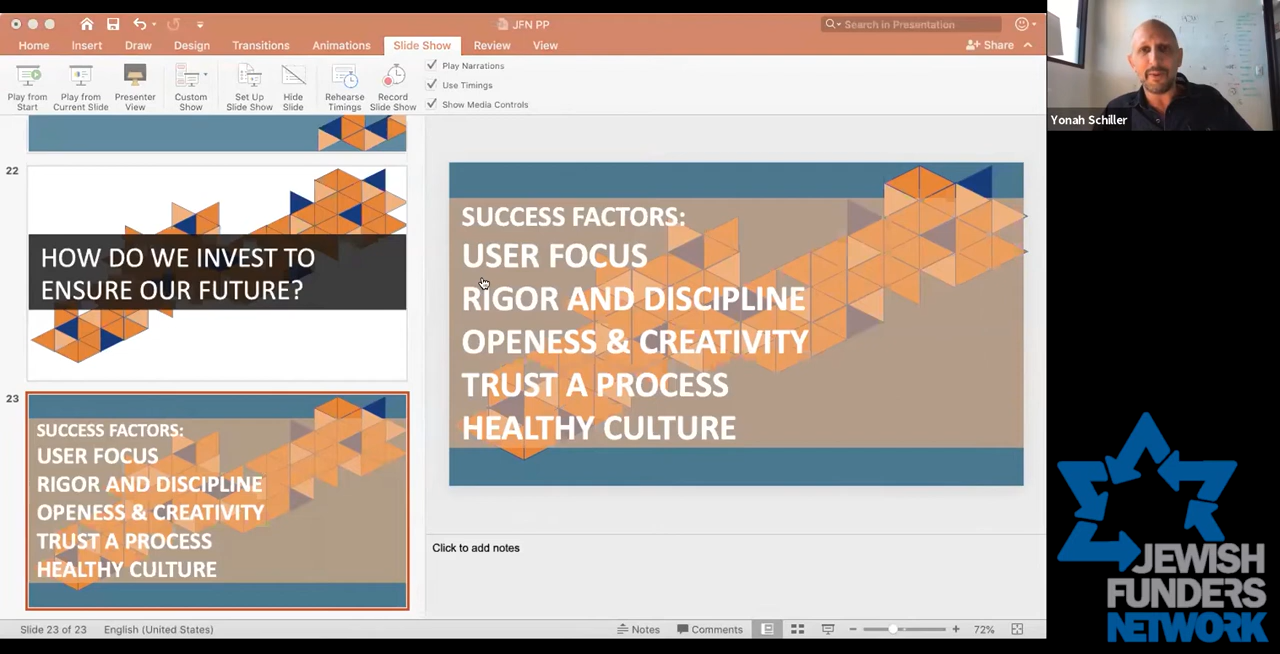 JFN PP
Search in Presentation
Home Insert Draw Design Transitions Animations Slide Show Review View
Share
Play from Start
Play from Current Slide
Presenter View
Custom Show
Set Up Slide Show
Hide Slide
Rehearse Timings
Record Slide Show
Play Narrations
Use Timings
Show Media Controls
Yonah Schiller
22
HOW DO WE INVEST TO
ENSURE OUR FUTURE?
23
SUCCESS FACTORS:
USER FOCUS
RIGOR AND DISCIPLINE
OPENESS & CREATIVITY
TRUST A PROCESS
HEALTHY CULTURE
SUCCESS FACTORS:
USER FOCUS
RIGOR AND DISCIPLINE
OPENESS & CREATIVITY
TRUST A PROCESS
HEALTHY CULTURE
Click to add notes
JEWISH
FUNDERS
NETWORK
Slide 23 of 23 English (United States) Notes Comments 72%